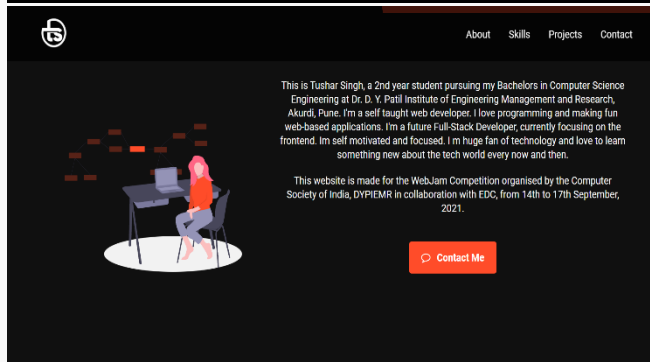 ts
About Skills Projects Contact
This is Tushar Singh, a 2nd year student pursuing my Bachelors in Computer Science
Engineering at Dr. D. Y. Patil Institute of Engineering Management and Research,
Akurdi, Pune. I'm a self taught web developer. I love programming and making fun
web-based applications. I'm a future Full-Stack Developer, currently focusing on the
frontend. Im self motivated and focused. I m huge fan of technology and love to learn
something new about the tech world every now and then.
This website is made for the WebJam Competition organised by the Computer
Society of India, DYPIEMR in collaboration with EDC, from 14th to 17th September,
2021.
Contact Me